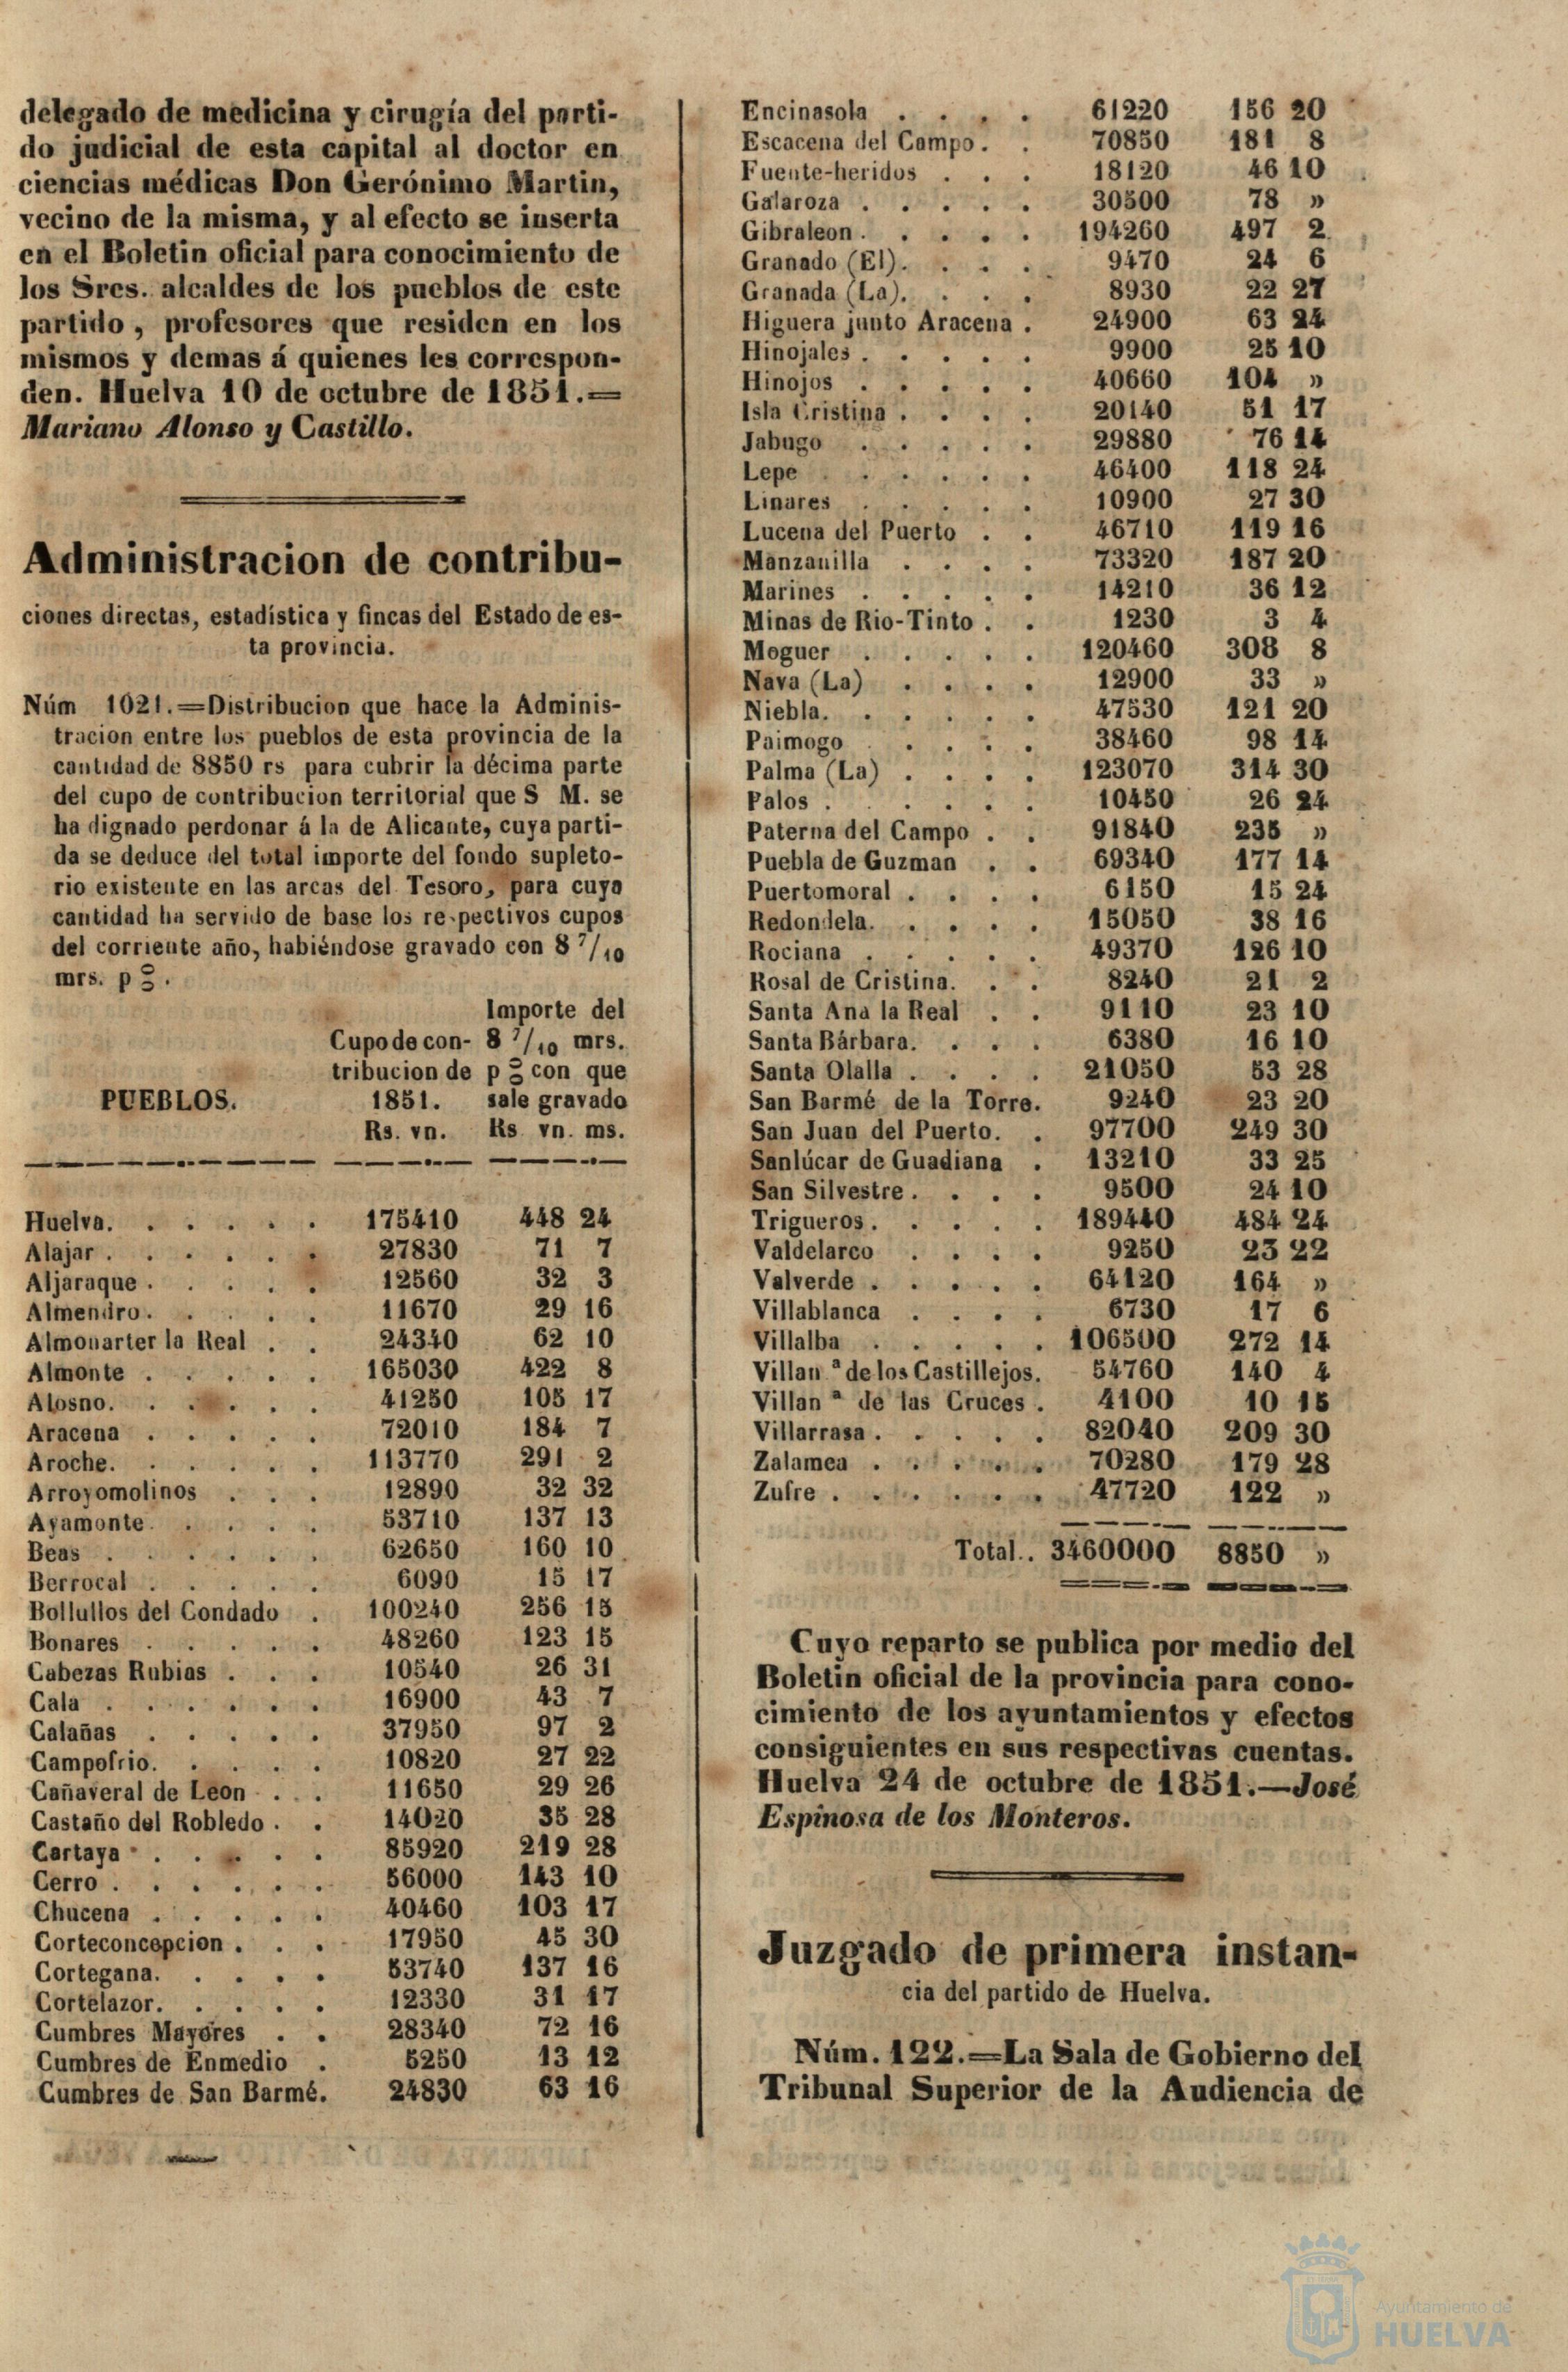 delegado de medicina y cirugía del parti-
do judicial de esta capital al doctor en
ciencias médicas Don Gerónimo Martin,
vecino de la misma, y al efecto se inserta
en el Boletin oficial para conocimiento de
los Sres. alcaldes de los pueblos de este
partido, profesores que residen en los
mismos y demas á quienes les correspon-
den. Huelva 10 de octubre de 1851.=
Mariano Alonso y Castillo.
Administracion de contribu-
ciones directas, estadística y fincas del Estado de es-
ta provincia.
Núm 1021.=Distribucion que hace la Adminis-
tracion entre los pueblos de esta provincia de la
cantidad de 8850 rs para cubrir la décima parte
del cupo de contribucion territorial que S M. se
ha dignado perdonar á la de Alicante, cuya parti-
da se deduce del total importe del fondo supleto-
rio existente en las arcas del Tesoro, para cuya
cantidad ha servido de base los respectivos cupos
del corriente año, habiéndose gravado con 8 7/10
mrs. p%.
Importe del
Cupo de con- 8 7/10 mrs.
tribucion de p% con que
PUEBLOS. 1851. sale gravado
Rs. vn. Rs vn. ms.
Huelva. . . . . . 175410 448 24
Alajar . . . . . . 27830 71 7
Aljaraque . . . . . 12560 32 3
Almendro. . . . . . 11670 29 16
Almonarter la Real . . 24340 62 10
Almonte . . . . . 165030 422 8
Alosno. . . . . . 41250 105 17
Aracena . . . . . 72010 184 7
Aroche. . . . . . 113770 291 2
Arroyomolinos . . . 12890 32 32
Ayamonte. . . . . 53710 137 13
Beas . . . . . . 62650 160 10
Berrocal . . . . . 6090 15 17
Bollullos del Condado . 100240 256 15
Bonares . . . . . 48260 123 15
Cabezas Rubias . . . 10540 26 31
Cala . . . . . . 16900 43 7
Calañas . . . . . 37950 97 2
Campofrio. . . . . 10820 27 22
Cañaveral de Leon . . . 11650 29 26
Castaño del Robledo . . 14020 35 28
Cartaya . . . . . 85920 219 28
Cerro . . . . . . 56000 143 10
Chucena . . . . . 40460 103 17
Corteconcepcion . . . 17950 45 30
Cortegana. . . . . 53740 137 16
Cortelazor. . . . . 12330 31 17
Cumbres Mayores . . 28340 72 16
Cumbres de Enmedio . 5250 13 12
Cumbres de San Barmé. 24830 63 16
Encinasola . . . . 61220 156 20
Escacena del Campo. . 70850 181 8
Fuente-heridos . . . 18120 46 10
Galaroza . . . . . 30500 78 »
Gibraleon. . . . . 194260 497 2
Granado (El). . . . 9470 24 6
Granada (La). . . . 8930 22 27
Higuera junto Aracena . 24900 63 24
Hinojales . . . . . 9900 25 10
Hinojos . . . . . 40660 104 »
Isla Cristina . . . . 20140 51 17
Jabugo . . . . . 29880 76 14
Lepe . . . . . . 46400 118 24
Linares . . . . . 10900 27 30
Lucena del Puerto . . 46710 119 16
Manzanilla . . . . 73320 187 20
Marines . . . . . 14210 36 12
Minas de Rio-Tinto . . 1230 3 4
Moguer . . . . . 120460 308 8
Nava (La) . . . . 12900 33 »
Niebla. . . . . . 47530 121 20
Paimogo . . . . . 38460 98 14
Palma (La) . . . . 123070 314 30
Palos . . . . . . 10450 26 24
Paterna del Campo . . 91840 235 »
Puebla de Guzman . . 69340 177 14
Puertomoral . . . . 6150 15 24
Redondela. . . . . 15050 38 16
Rociana . . . . . 49370 126 10
Rosal de Cristina. . . 8240 21 2
Santa Ana la Real . . 9110 23 10
Santa Bárbara. . . . 6380 16 10
Santa Olalla . . . . 21050 53 28
San Barmé de la Torre. 9240 23 20
San Juan del Puerto. . 97700 249 30
Sanlúcar de Guadiana . 13210 33 25
San Silvestre . . . . 9500 24 10
Trigueros . . . . . 189440 484 24
Valdelarco . . . . 9250 23 22
Valverde . . . . . 64120 164 »
Villablanca . . . . 6730 17 6
Villalba . . . . . 106500 272 14
Villan ª de los Castillejos. 54760 140 4
Villan ª de las Cruces . 4100 10 15
Villarrasa . . . . . 82040 209 30
Zalamea . . . . . 70280 179 28
Zufre . . . . . . 47720 122 »
Total. . 3460000 8850 »
Cuyo reparto se publica por medio del
Boletin oficial de la provincia para cono-
cimiento de los ayuntamientos y efectos
consiguientes en sus respectivas cuentas.
Huelva 24 de octubre de 1851.—José
Espinosa de los Monteros.
Juzgado de primera instan-
cia del partido de Huelva.
Núm. 122.=La Sala de Gobierno del
Tribunal Superior de la Audiencia de
Ayuntamiento de
HUELVA